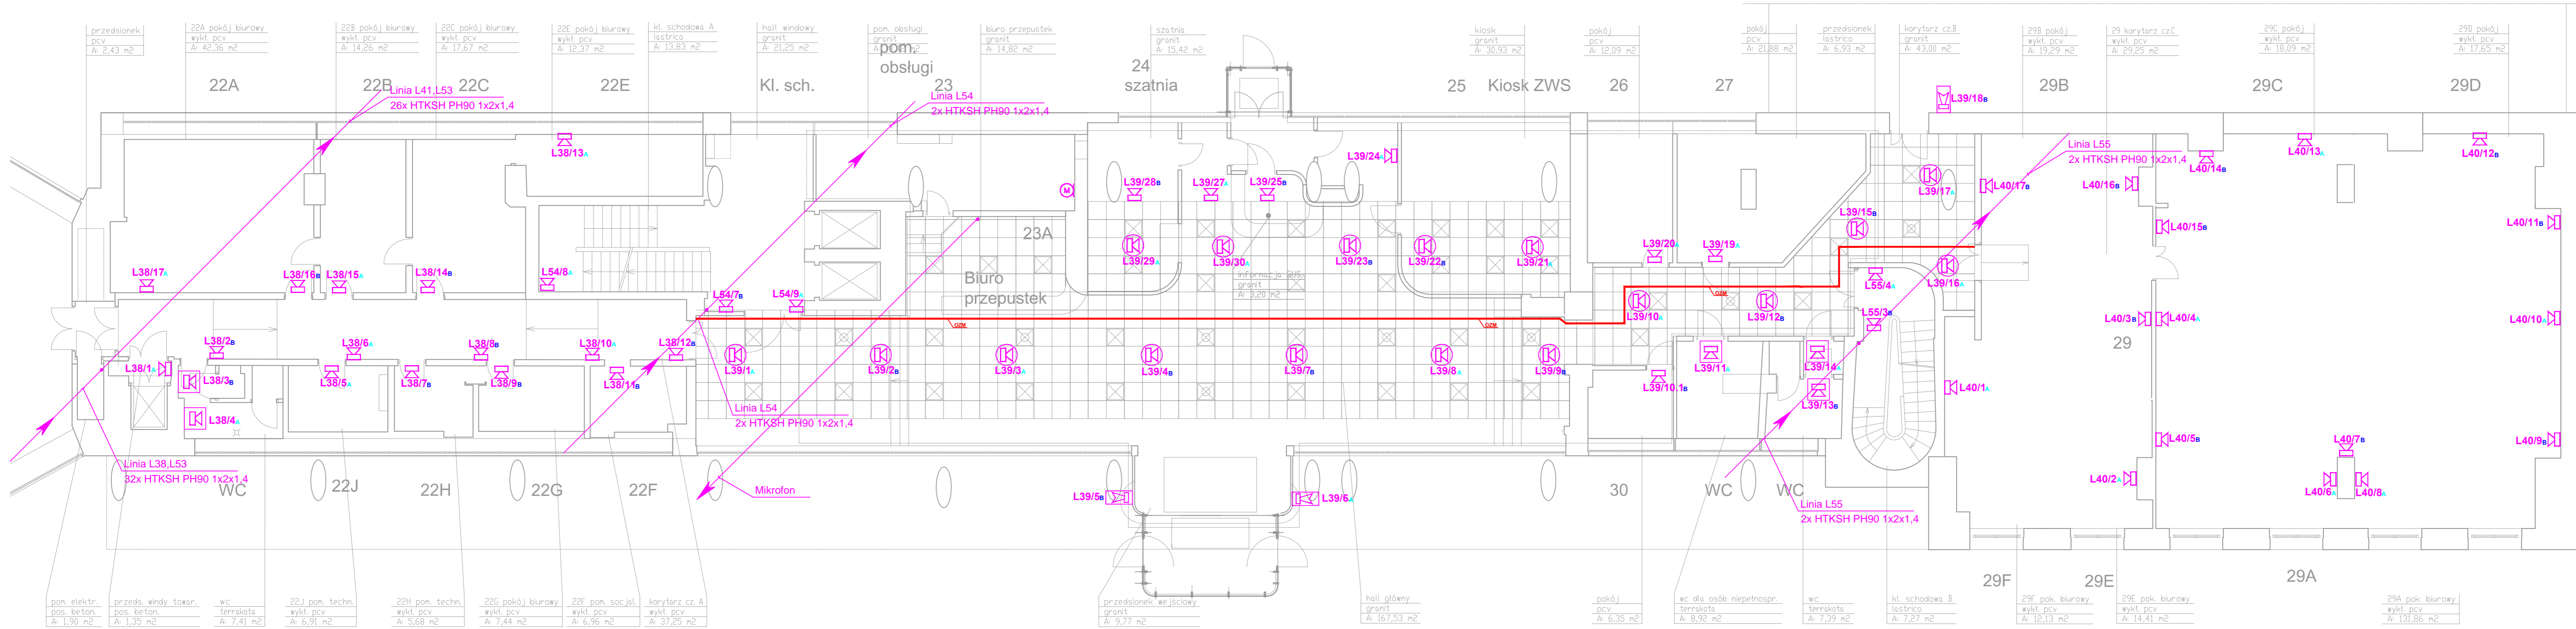 przedsionek
pcv
A: 2,43 m2
22A pokój biurowy
wykł. pcv
A: 42,36 m2
22B pokój biurowy
wykł. pcv
A: 14,26 m2
22C pokój biurowy
wykł. pcv
A: 17,67 m2
22E pokój biurowy
wykł. pcv
A: 12,37 m2
kl. schodowa A
lastrico
A: 13,83 m2
hall windowy
granit
A: 21,25 m2
pom. obsługi
granit
pom.
obsługi
biuro przepustek
granit
A: 14,82 m2
szatnia
granit
A: 15,42 m2
kiosk
granit
A: 30,93 m2
pokój
pcv
A: 12,09 m2
pokój
pcv
A: 21,88 m2
przedsionek
lastrico
A: 6,93 m2
korytarz cz.B
granit
A: 43,00 m2
29B pokój
wykł. pcv
A: 19,29 m2
29 korytarz cz.C
wykł. pcv
A: 29,25 m2
29C pokój
wykł. pcv
A: 18,09 m2
29D pokój
wykł. pcv
A: 17,65 m2
22A
22B
22C
22E
Kl. sch.
23
24
szatnia
25
Kiosk ZWS
26
27
29B
29C
29D
Linia L41,L53
26x HTKSH PH90 1x2x1,4
Linia L54
2x HTKSH PH90 1x2x1,4
L39/18B
Linia L55
2x HTKSH PH90 1x2x1,4
L38/13A
L39/24A
L40/14B
L40/13A
L40/12B
M
L39/28B
L39/27A
L39/25B
L39/17A
L40/17B
L40/16B
L39/15B
L40/15B
L40/11B
23A
L39/29A
L39/30A
L39/23B
L39/22B
L39/21A
L39/20A
L39/19A
L38/17A
L38/16B
L38/15A
L38/14B
L54/8A
Biuro
przepustek
informacja GUS
granit
A: 3,20 m2
L55/4A
L39/16A
L54/7B
L54/9A
L39/10A
L39/12B
L55/3B
L40/3B
L40/4A
L40/10A
OZM
OZM
OZM
29
L38/2B
L38/6A
L38/8B
L38/10A
L38/12B
L38/1A
L38/3B
L38/5A
L38/7B
L38/9B
L38/11B
L39/1A
L39/2B
L39/3A
L39/4B
L39/7B
L39/8A
L39/9B
L39/10.1B
L39/11A
L39/14A
L39/13B
L40/1A
L38/4A
Linia L54
2x HTKSH PH90 1x2x1,4
L40/5B
L40/7B
L40/9B
Linia L38,L53
32x HTKSH PH90 1x2x1,4
WC
22J
22H
22G
22F
Mikrofon
L39/5B
L39/6A
30
WC
WC
Linia L55
2x HTKSH PH90 1x2x1,4
L40/2A
L40/6A
L40/8A
29F
29E
29A
pom. elektr.
pos. beton.
A: 1,90 m2
przeds. windy towar.
pos. beton.
A: 1,35 m2
wc
terrakota
A: 7,41 m2
22J pom. techn.
wykł. pcv
A: 6,91 m2
22H pom. techn.
wykł. pcv
A: 5,68 m2
22G pokój biurowy
wykł. pcv
A: 7,44 m2
22F pom. socjal.
wykł. pcv
A: 6,96 m2
korytarz cz. A
wykł. pcv
A: 37,25 m2
przedsionek wejściowy
granit
A: 9,77 m2
hall główny
granit
A: 167,53 m2
pokój
pcv
A: 6,35 m2
wc dla osób niepełnospr.
terrakota
A: 8,92 m2
wc
terrakota
A: 7,39 m2
kl. schodowa B
lastrico
A: 7,27 m2
29F pok. biurowy
wykł. pcv
A: 12,13 m2
29E pok. biurowy
wykł. pcv
A: 14,41 m2
29A pok. biurowy
wykł. pcv
A: 131,86 m2